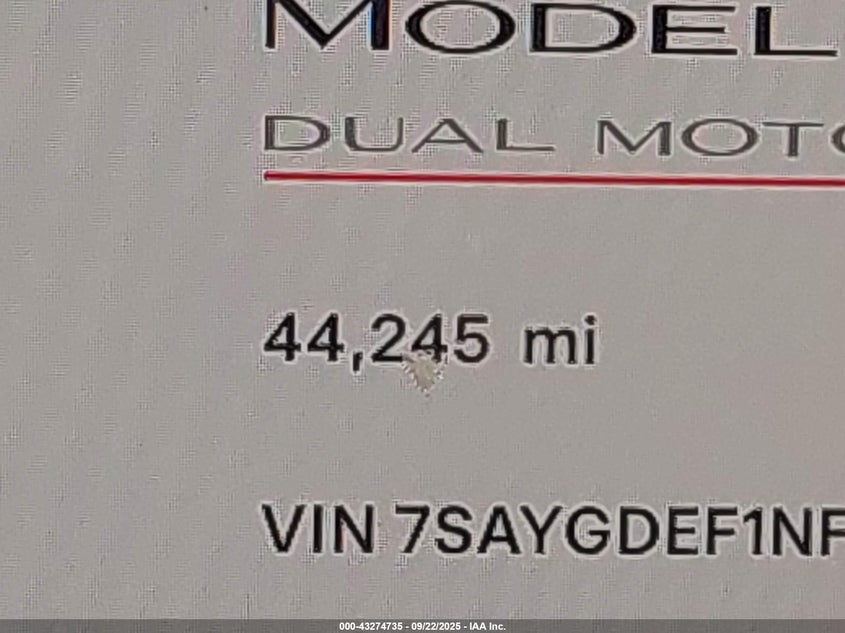 MODEL
DUAL MOTO
44,245 mi
VIN 7SAYGDEF1NF
000-43274735 - 09/22/2025 - IAA Inc.